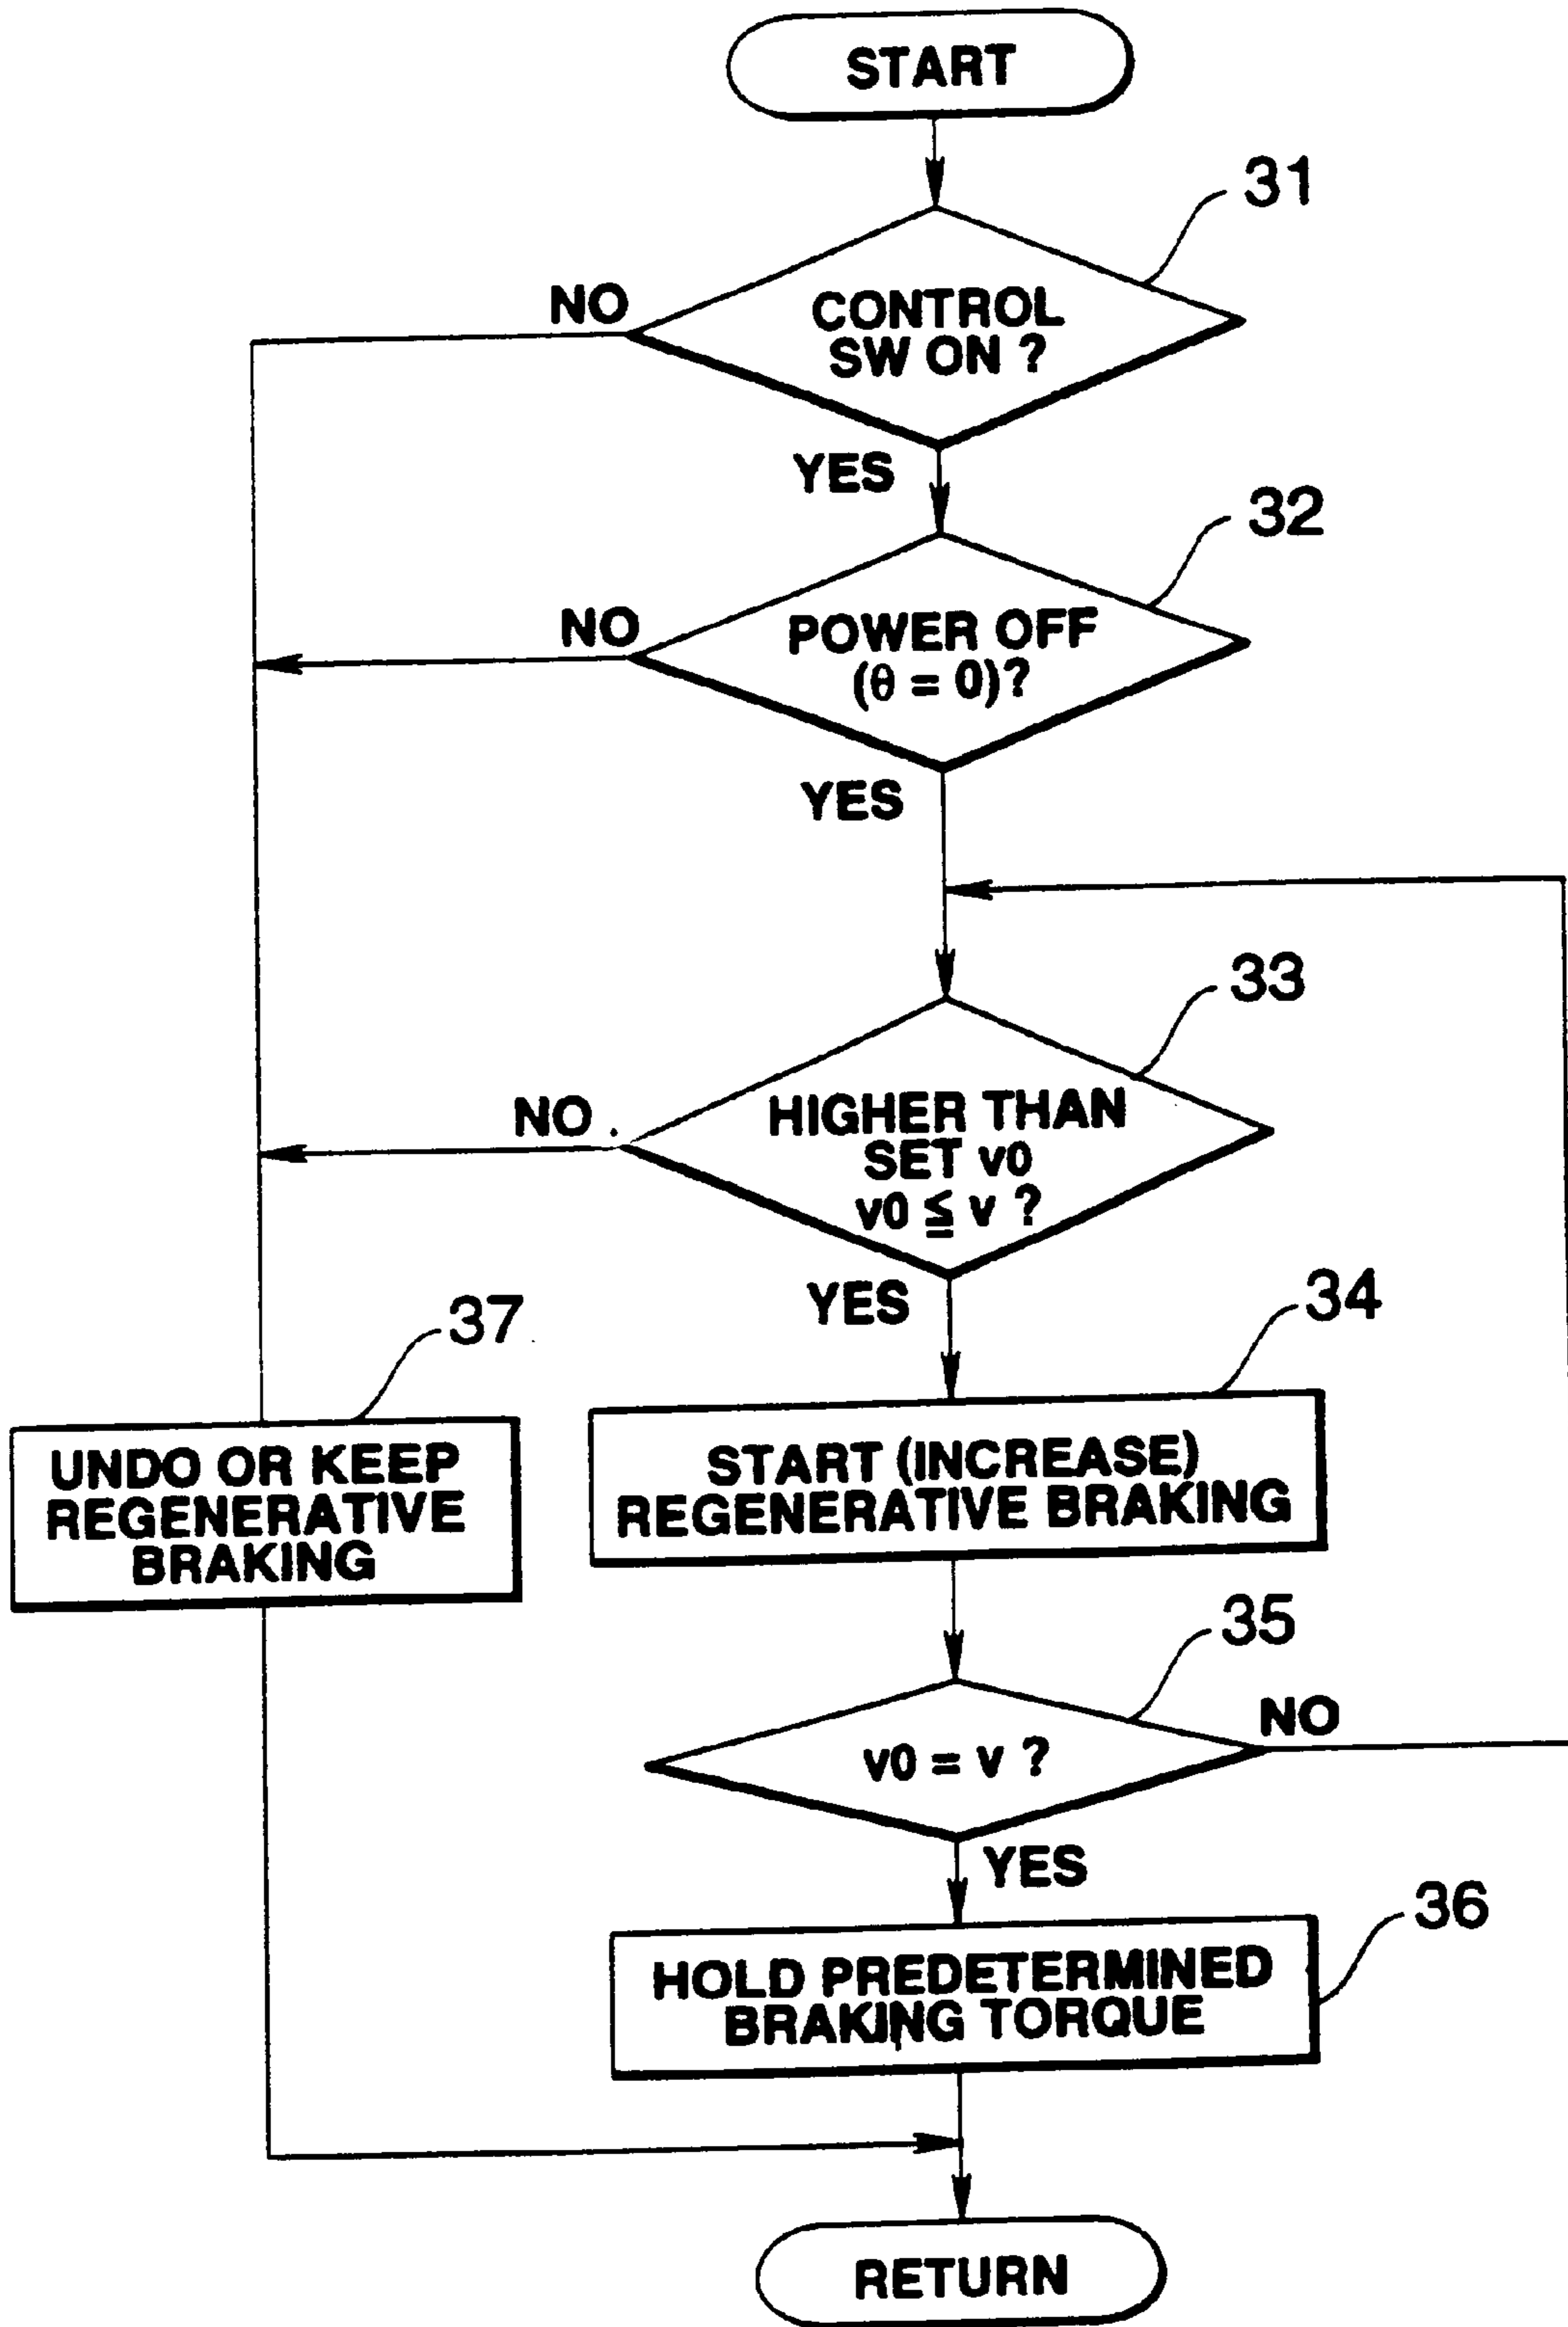 START
31
NO
CONTROL
SW ON ?
YES
32
NO
POWER OFF
(θ = 0)?
YES
33
NO
HIGHER THAN
SET v0
v0 ≦ v ?
YES
34
37
UNDO OR KEEP
REGENERATIVE
BRAKING
START (INCREASE)
REGENERATIVE BRAKING
35
NO
v0 = v ?
YES
36
HOLD PREDETERMINED
BRAKING TORQUE
RETURN